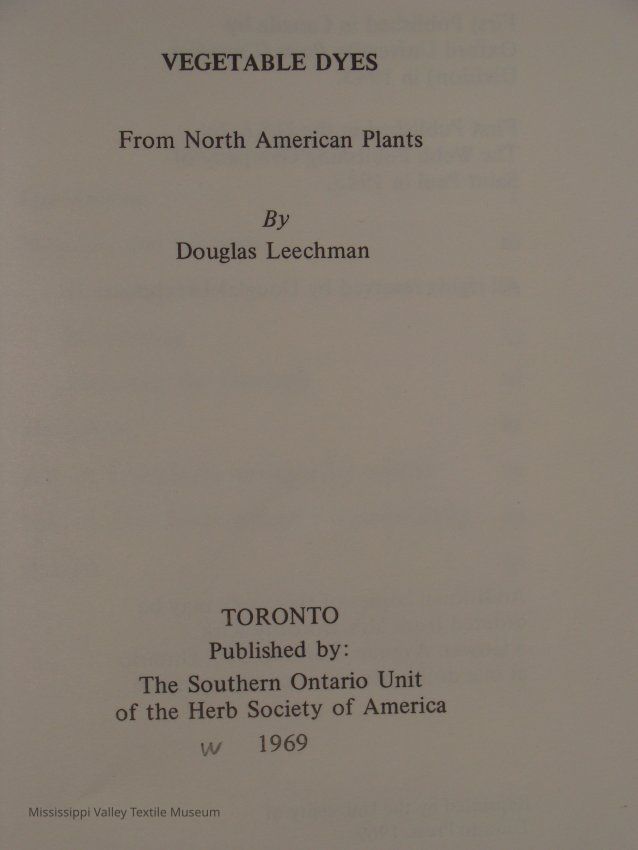 VEGETABLE DYES
From North American Plants
By
Douglas Leechman
TORONTO
Published by:
The Southern Ontario Unit
of the Herb Society of America
W 1969
Mississippi Valley Textile Museum